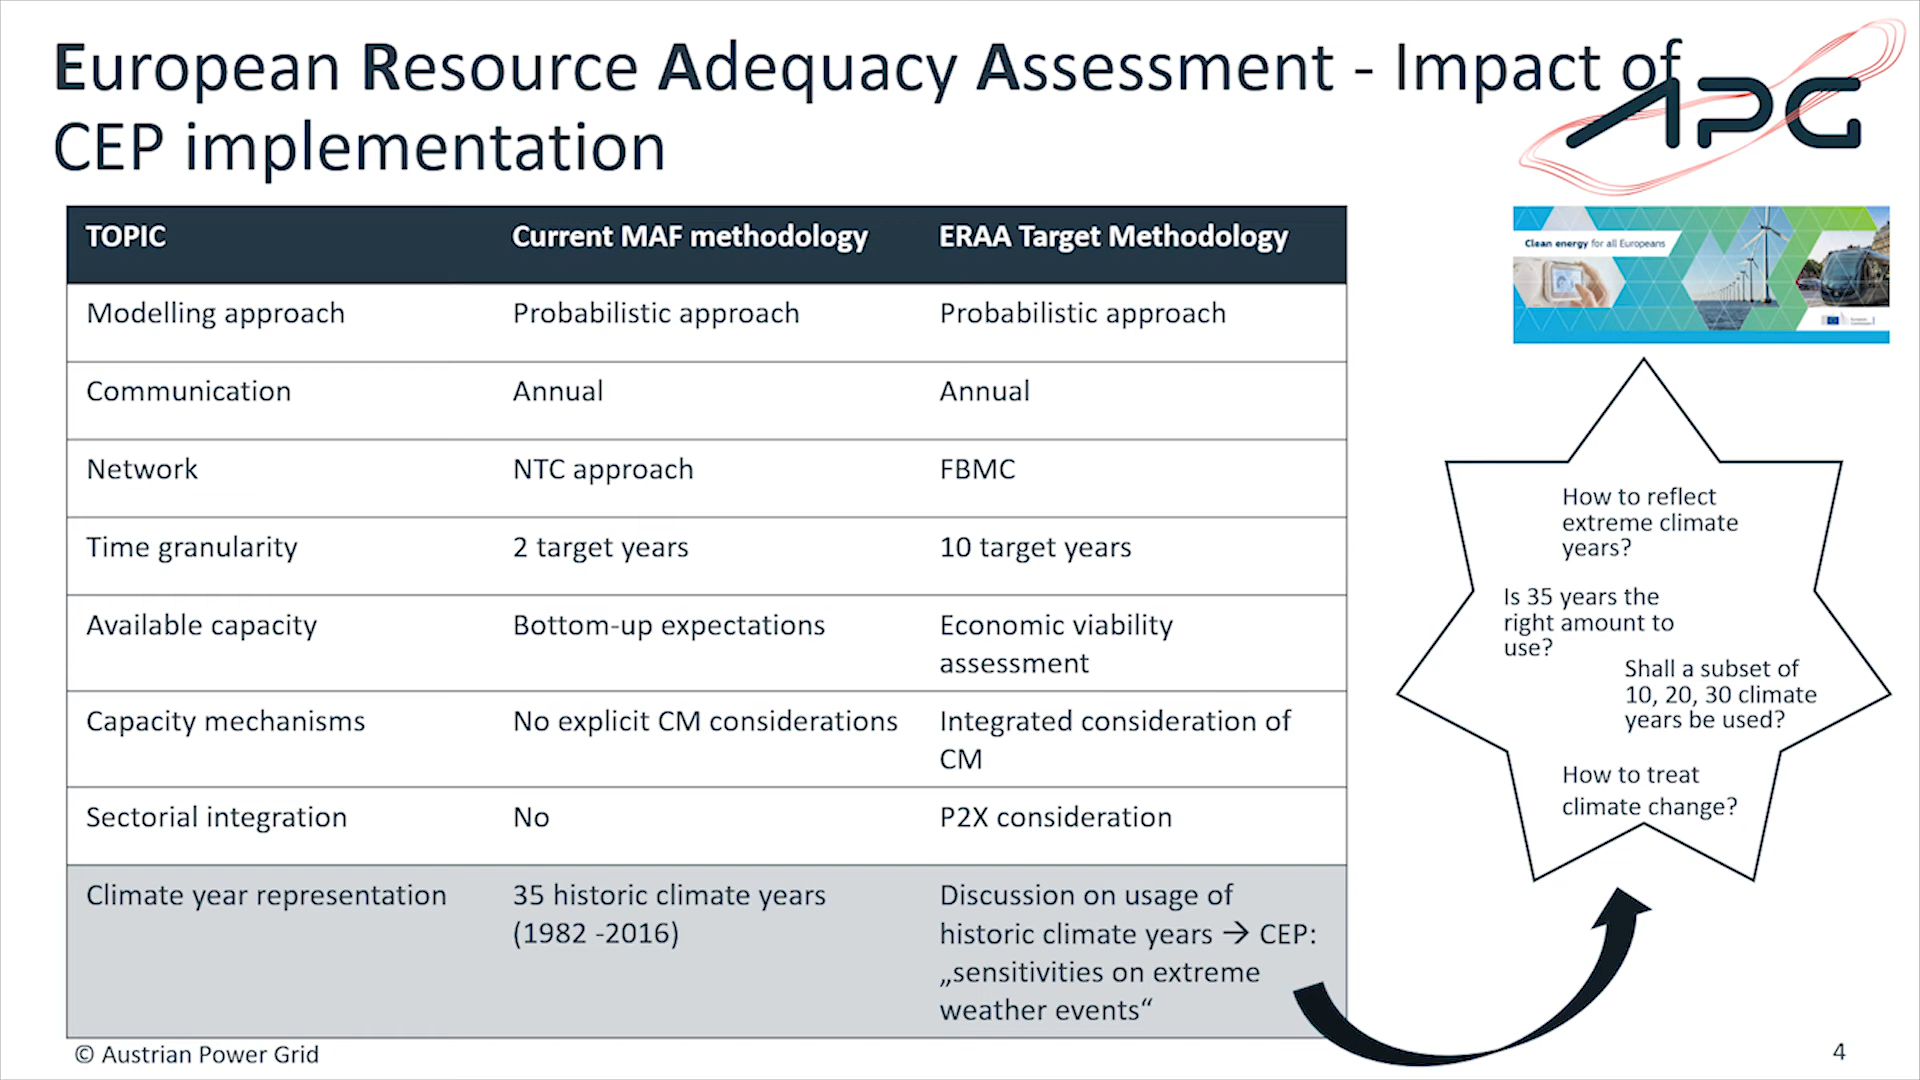 European Resource Adequacy Assessment - Impact of
CEP implementation
APG
TOPIC
Current MAF methodology
ERAA Target Methodology
Modelling approach
Probabilistic approach
Probabilistic approach
Communication
Annual
Annual
Network
NTC approach
FBMC
Time granularity
2 target years
10 target years
Available capacity
Bottom-up expectations
Economic viability
assessment
Capacity mechanisms
No explicit CM considerations
Integrated consideration of
CM
Sectorial integration
No
P2X consideration
Climate year representation
35 historic climate years
(1982 -2016)
Discussion on usage of
historic climate years → CEP:
„sensitivities on extreme
weather events“
Clean energy for all Europeans
How to reflect
extreme climate
years?
Is 35 years the
right amount to
use?
Shall a subset of
10, 20, 30 climate
years be used?
How to treat
climate change?
© Austrian Power Grid
4